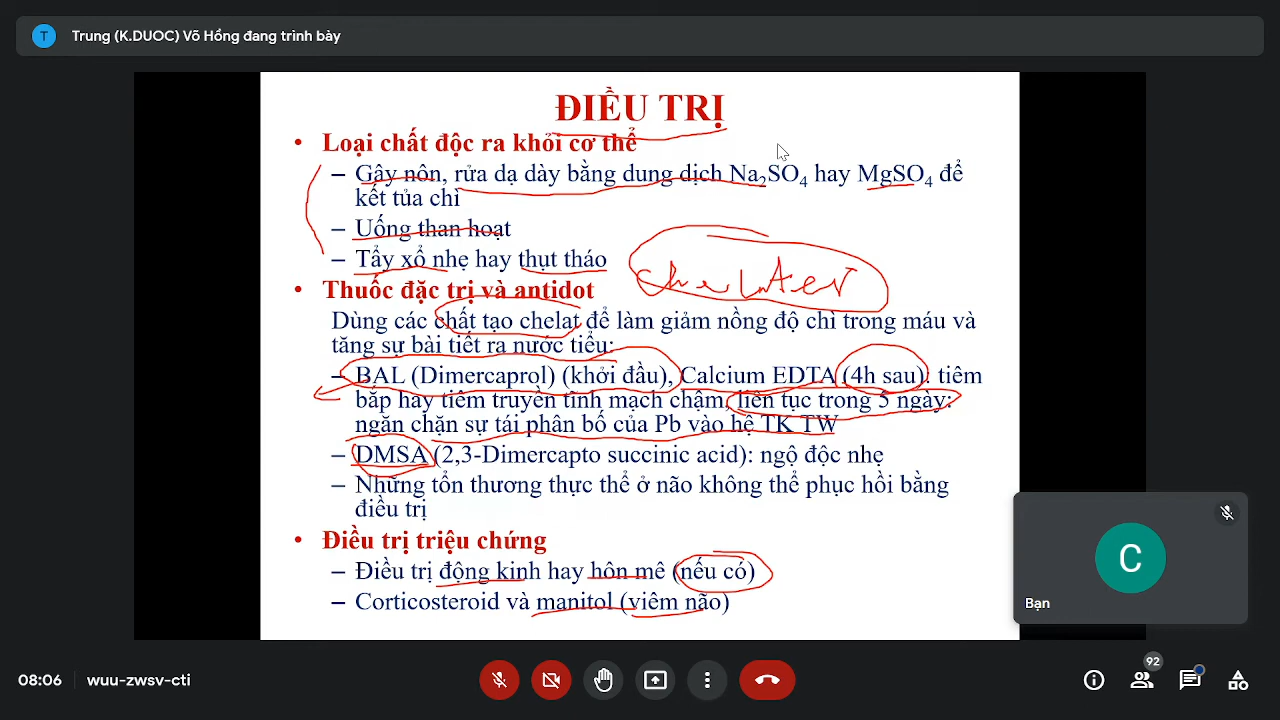 T
Trung (K.DUOC) Võ Hồng đang trình bày
ĐIỀU TRỊ
• Loại chất độc ra khỏi cơ thể
– Gây nôn, rửa dạ dày bằng dung dịch Na₂SO₄ hay MgSO₄ để
kết tủa chì
– Uống than hoạt
– Tẩy xổ nhẹ hay thụt tháo
chelater
• Thuốc đặc trị và antidot
Dùng các chất tạo chelat để làm giảm nồng độ chì trong máu và
tăng sự bài tiết ra nước tiểu:
– BAL (Dimercaprol) (khởi đầu), Calcium EDTA (4h sau): tiêm
bắp hay tiêm truyền tĩnh mạch chậm, liên tục trong 5 ngày:
ngăn chặn sự tái phân bố của Pb vào hệ TK TW
– DMSA (2,3-Dimercapto succinic acid): ngộ độc nhẹ
– Những tổn thương thực thể ở não không thể phục hồi bằng
điều trị
• Điều trị triệu chứng
– Điều trị động kinh hay hôn mê (nếu có)
– Corticosteroid và manitol (viêm não)
C
Bạn
08:06 wuu-zwsv-cti
92